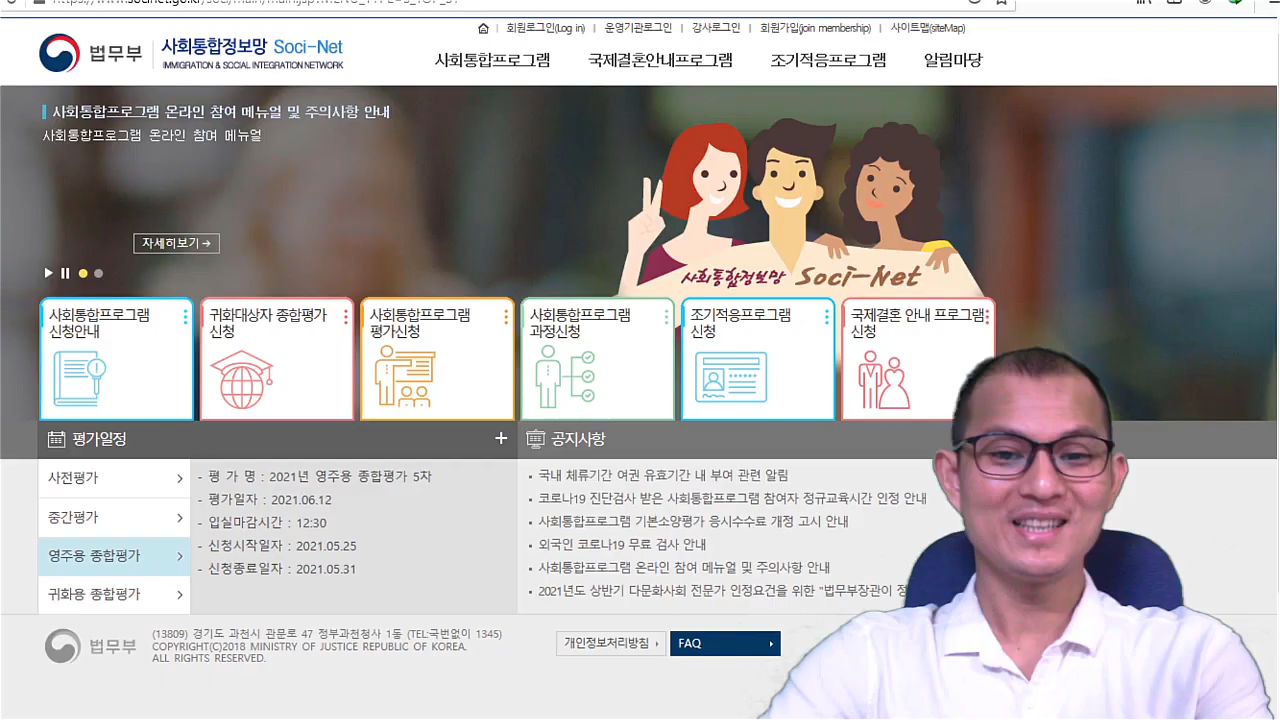 회원로그인(Log in)
운영기관로그인
강사로그인
회원가입(join membership)
사이트맵(siteMap)
법무부
사회통합정보망 Soci-Net
IMMIGRATION & SOCIAL INTEGRATION NETWORK
사회통합프로그램
국제결혼안내프로그램
조기적응프로그램
알림마당
사회통합프로그램 온라인 참여 메뉴얼 및 주의사항 안내
사회통합프로그램 온라인 참여 메뉴얼
자세히보기→
사회통합정보망 Soci-Net
사회통합프로그램
신청안내
귀화대상자 종합평가
신청
사회통합프로그램
평가신청
사회통합프로그램
과정신청
조기적응프로그램
신청
국제결혼 안내 프로그램
신청
평가일정
+
사전평가
중간평가
영주용 종합평가
귀화용 종합평가
- 평 가 명 : 2021년 영주용 종합평가 5차
- 평가일자 : 2021.06.12
- 입실마감시간 : 12:30
- 신청시작일자 : 2021.05.25
- 신청종료일자 : 2021.05.31
공지사항
국내 체류기간 여권 유효기간 내 부여 관련 알림
코로나19 진단검사 받은 사회통합프로그램 참여자 정규교육시간 인정 안내
사회통합프로그램 기본소양평가 응시수수료 개정 고시 안내
외국인 코로나19 무료 검사 안내
사회통합프로그램 온라인 참여 메뉴얼 및 주의사항 안내
2021년도 상반기 다문화사회 전문가 인정요건을 위한 "법무부장관이 정
법무부
(13809) 경기도 과천시 관문로 47 정부과천청사 1동 (TEL:국번없이 1345)
COPYRIGHT(C)2018 MINISTRY OF JUSTICE REPUBLIC OF KOREA.
ALL RIGHTS RESERVED.
개인정보처리방침
FAQ